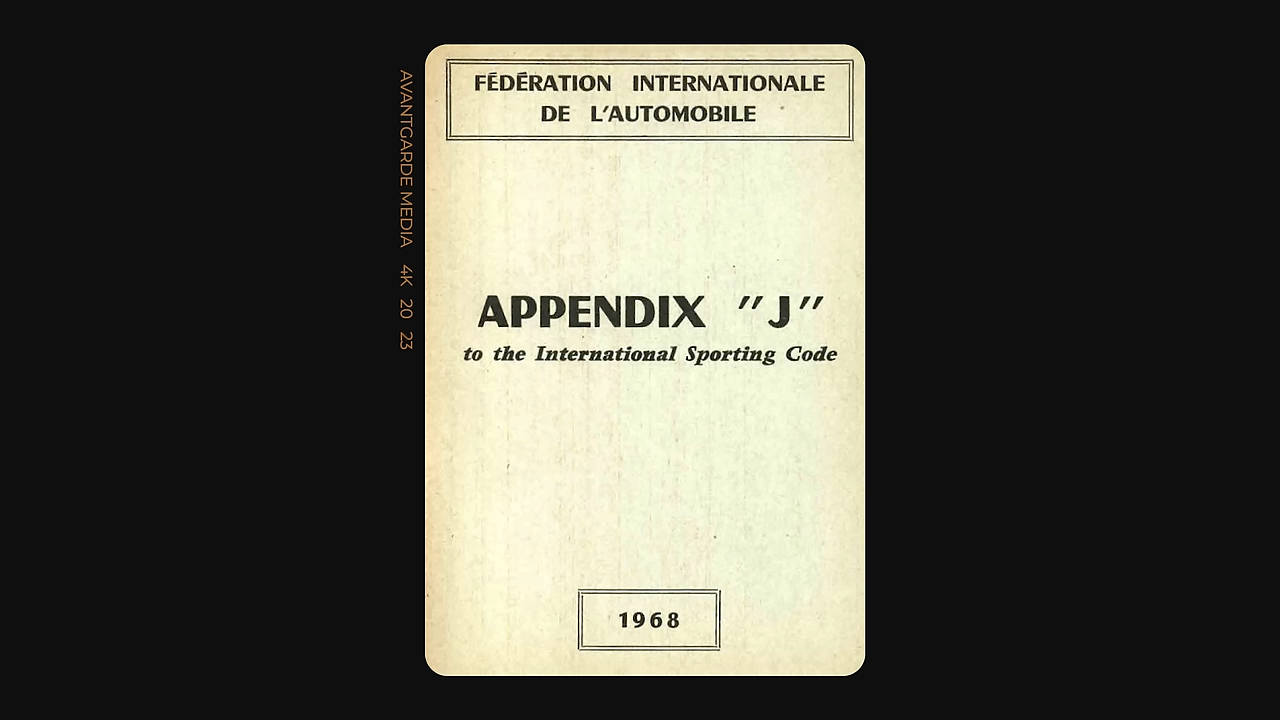 FÉDÉRATION INTERNATIONALE
DE L'AUTOMOBILE
APPENDIX "J"
to the International Sporting Code
1968
AVANTGARDE MEDIA 4K 20 23